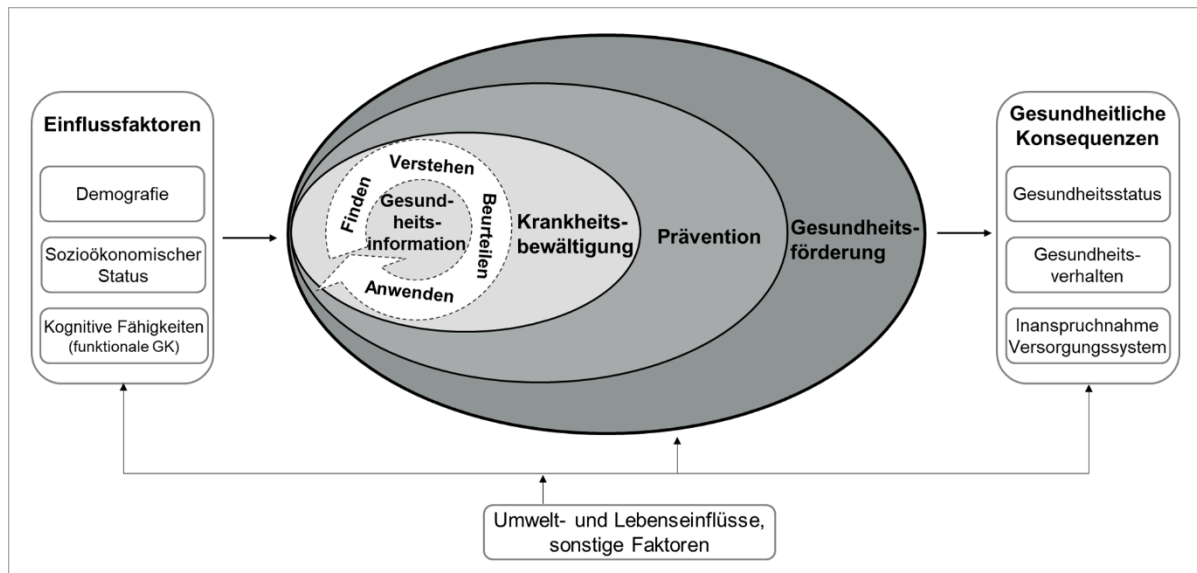 Einflussfaktoren
Demografie
Sozioökonomischer
Status
Kognitive Fähigkeiten
(funktionale GK)
Finden
Verstehen
Beurteilen
Anwenden
Gesund-
heits-
information
Krankheits-
bewältigung
Prävention
Gesundheits-
förderung
Gesundheitliche
Konsequenzen
Gesundheitsstatus
Gesundheits-
verhalten
Inanspruchnahme
Versorgungssystem
Umwelt- und Lebenseinflüsse,
sonstige Faktoren